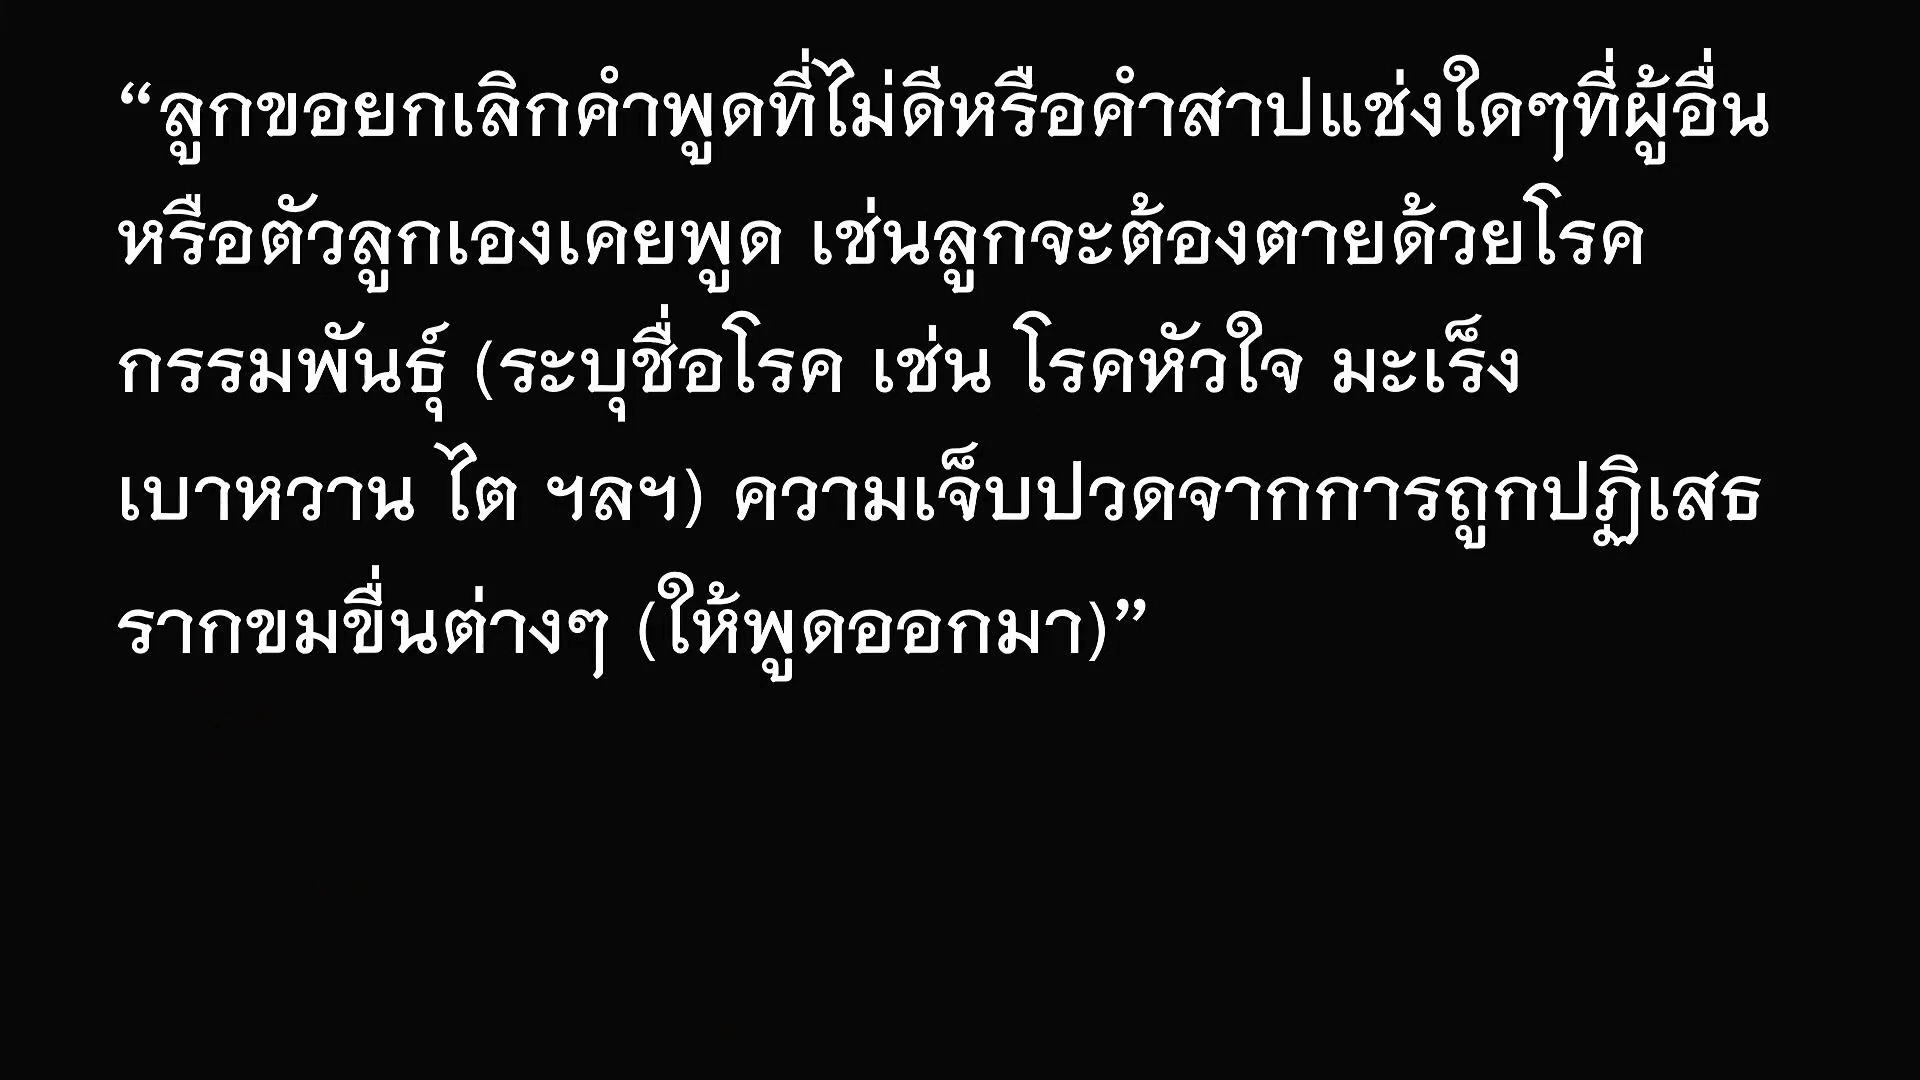 “ลูกขอยกเลิกคำพูดที่ไม่ดีหรือคำสาปแช่งใดๆที่ผู้อื่น
หรือตัวลูกเองเคยพูด เช่นลูกจะต้องตายด้วยโรค
กรรมพันธุ์ (ระบุชื่อโรค เช่น โรคหัวใจ มะเร็ง
เบาหวาน ไต ฯลฯ) ความเจ็บปวดจากการถูกปฏิเสธ
รากขมขื่นต่างๆ (ให้พูดออกมา)”